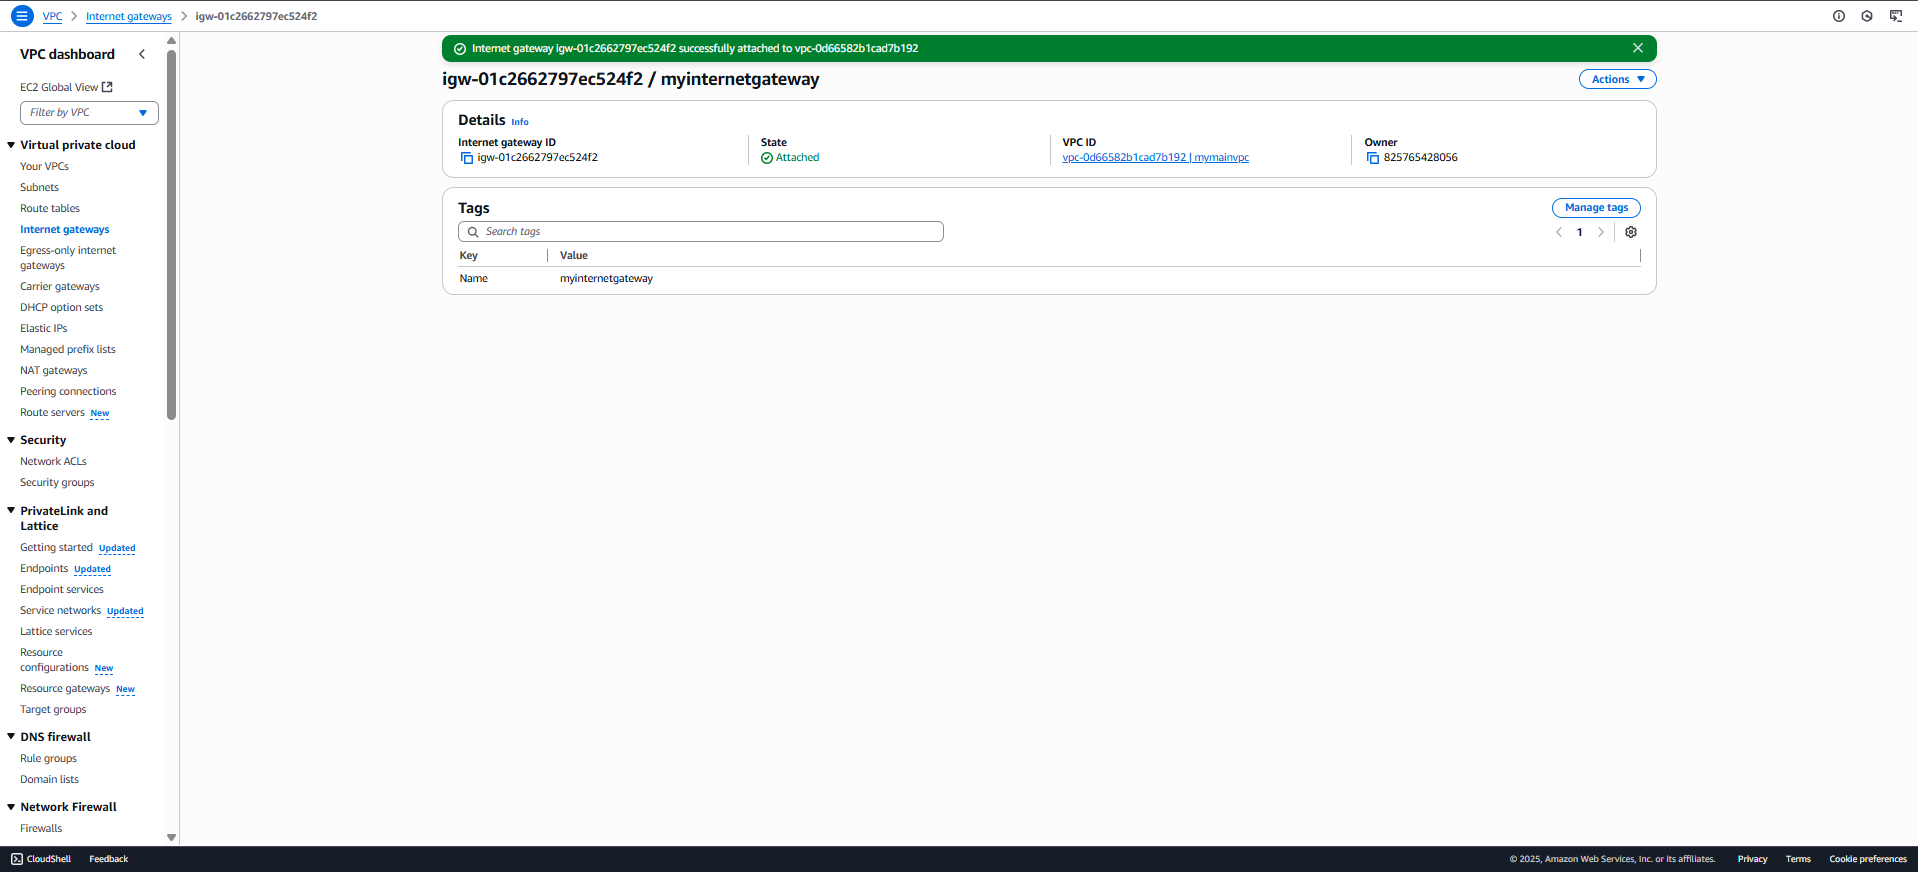 VPC > Internet gateways > igw-01c2662797ec524f2
VPC dashboard
EC2 Global View
Filter by VPC
Virtual private cloud
Your VPCs
Subnets
Route tables
Internet gateways
Egress-only internet
gateways
Carrier gateways
DHCP option sets
Elastic IPs
Managed prefix lists
NAT gateways
Peering connections
Route servers New
Security
Network ACLs
Security groups
PrivateLink and
Lattice
Getting started Updated
Endpoints Updated
Endpoint services
Service networks Updated
Lattice services
Resource
configurations New
Resource gateways New
Target groups
DNS firewall
Rule groups
Domain lists
Network Firewall
Firewalls
Internet gateway igw-01c2662797ec524f2 successfully attached to vpc-0d66582b1cad7b192
igw-01c2662797ec524f2 / myinternetgateway
Actions
Details Info
Internet gateway ID
igw-01c2662797ec524f2
State
Attached
VPC ID
vpc-0d66582b1cad7b192 | mymainvpc
Owner
825765428056
Tags
Manage tags
Search tags
1
Key Value
Name myinternetgateway
CloudShell Feedback
© 2025, Amazon Web Services, Inc. or its affiliates. Privacy Terms Cookie preferences